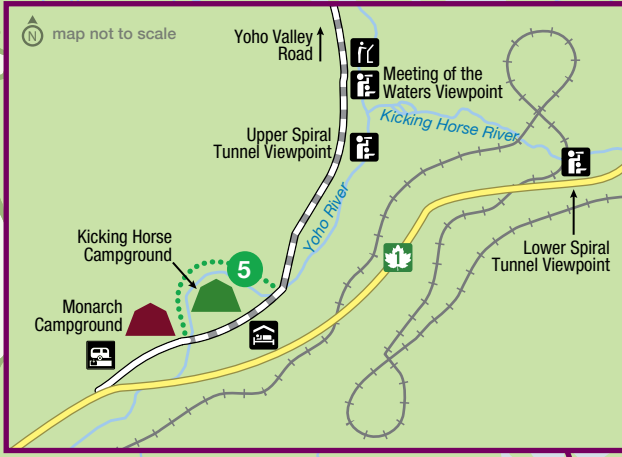 N
map not to scale
Yoho Valley
Road
Meeting of the
Waters Viewpoint
Kicking Horse River
Upper Spiral
Tunnel Viewpoint
Yoho River
Kicking Horse
Campground
5
1
Lower Spiral
Tunnel Viewpoint
Monarch
Campground